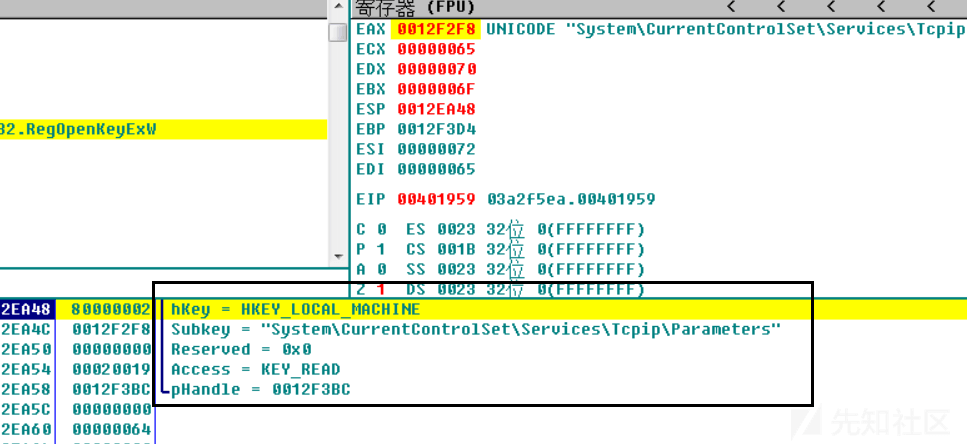 寄存器 (FPU) < < < < <
EAX 0012F2F8 UNICODE "System\CurrentControlSet\Services\Tcpip
ECX 00000065
EDX 00000070
EBX 0000006F
ESP 0012EA48
32.RegOpenKeyExW
EBP 0012F3D4
ESI 00000072
EDI 00000065
EIP 00401959 03a2f5ea.00401959
C 0 ES 0023 32位 0(FFFFFFFF)
P 1 CS 001B 32位 0(FFFFFFFF)
A 0 SS 0023 32位 0(FFFFFFFF)
Z 1 DS 0023 32位 0(FFFFFFFF)
2EA48 80000002 hKey = HKEY_LOCAL_MACHINE
2EA4C 0012F2F8 Subkey = "System\CurrentControlSet\Services\Tcpip\Parameters"
2EA50 00000000 Reserved = 0x0
2EA54 00020019 Access = KEY_READ
2EA58 0012F3BC pHandle = 0012F3BC
2EA5C 00000000
2EA60 00000064
先知社区